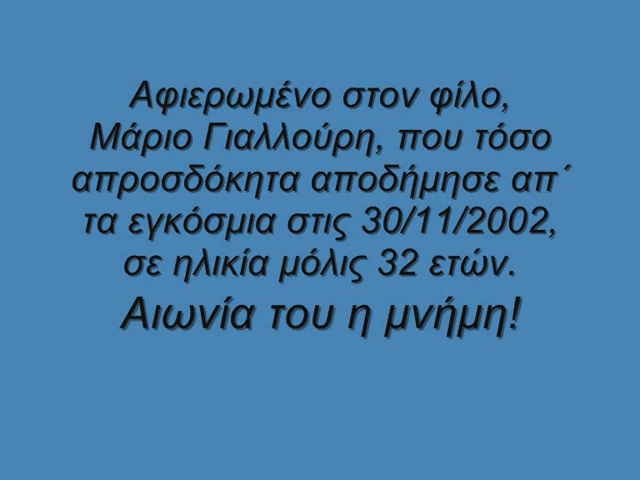 Αφιερωμένο στον φίλο,
Μάριο Γιαλλούρη, που τόσο
απροσδόκητα αποδήμησε απ΄
τα εγκόσμια στις 30/11/2002,
σε ηλικία μόλις 32 ετών.
Αιωνία του η μνήμη!